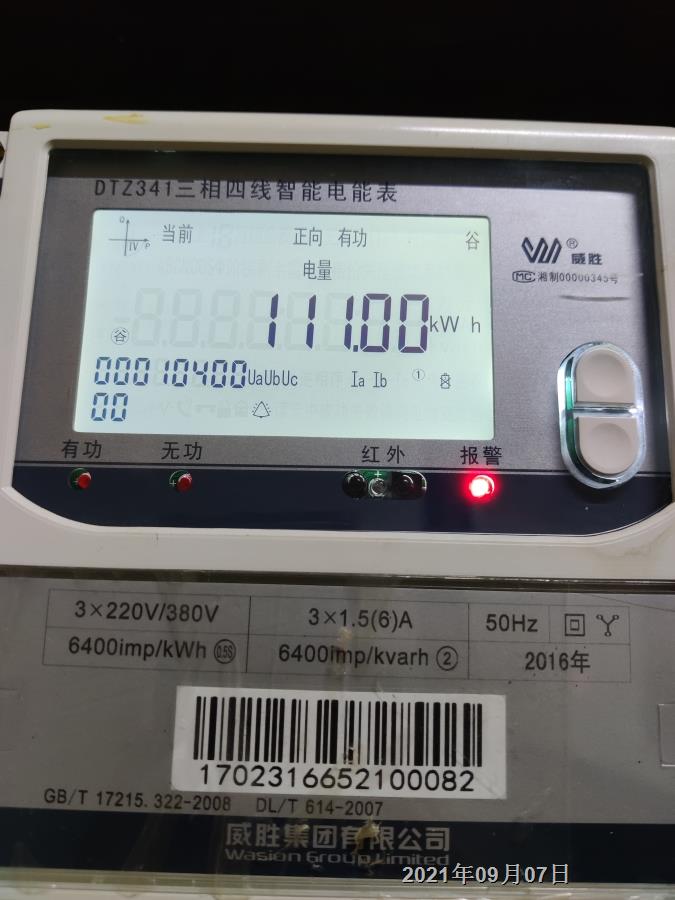 DTZ341三相四线智能电能表
Q
IV P
当前 正向 有功 谷
电量
111.00 kWh
谷
00010400 UaUbUc Ia Ib ①
00
威胜®
MC 湘制00000345号
有功 无功 红外 报警
3×220V/380V 3×1.5(6)A 50Hz
6400imp/kWh 0.5S 6400imp/kvarh ② 2016年
1702316652100082
GB/T 17215.322-2008 DL/T 614-2007
威胜集团有限公司
Wasion Group Limited
2021年09月07日